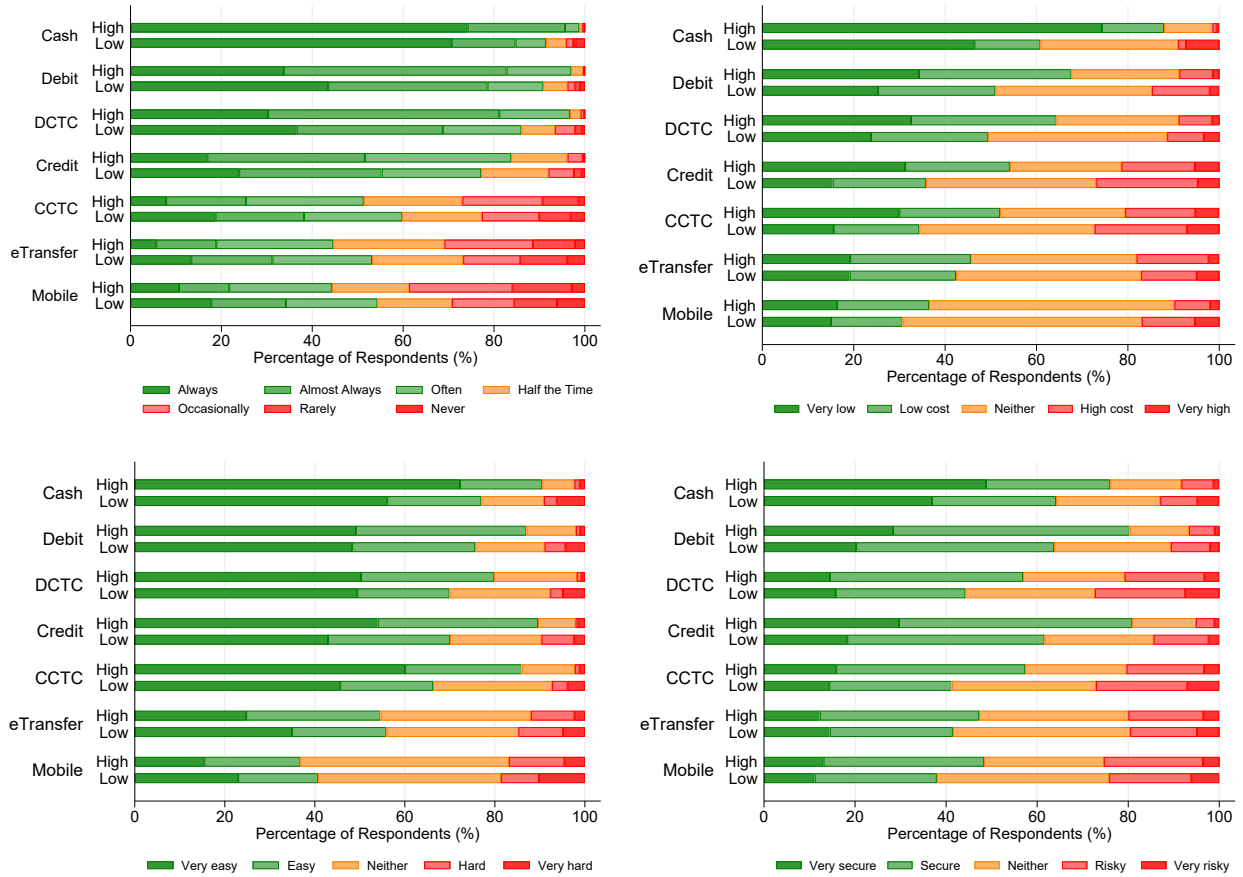 Cash High
Low
Debit High
Low
DCTC High
Low
Credit High
Low
CCTC High
Low
eTransfer High
Low
Mobile High
Low
0 20 40 60 80 100
Percentage of Respondents (%)
Always Almost Always Often Half the Time
Occasionally Rarely Never
Cash High
Low
Debit High
Low
DCTC High
Low
Credit High
Low
CCTC High
Low
eTransfer High
Low
Mobile High
Low
0 20 40 60 80 100
Percentage of Respondents (%)
Very low Low cost Neither High cost Very high
Cash High
Low
Debit High
Low
DCTC High
Low
Credit High
Low
CCTC High
Low
eTransfer High
Low
Mobile High
Low
0 20 40 60 80 100
Percentage of Respondents (%)
Very easy Easy Neither Hard Very hard
Cash High
Low
Debit High
Low
DCTC High
Low
Credit High
Low
CCTC High
Low
eTransfer High
Low
Mobile High
Low
0 20 40 60 80 100
Percentage of Respondents (%)
Very secure Secure Neither Risky Very risky